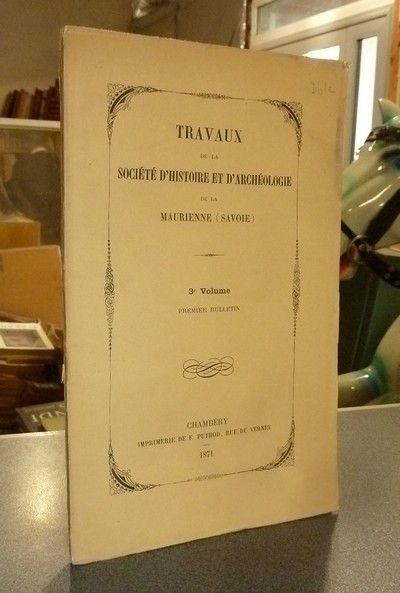 TRAVAUX
DE LA
SOCIÉTÉ D'HISTOIRE ET D'ARCHÉOLOGIE
DE LA
MAURIENNE (SAVOIE)
3e Volume
PREMIER BULLETIN
CHAMBÉRY
IMPRIMERIE DE F. PUTHOD, RUE DE VERNEY
1871